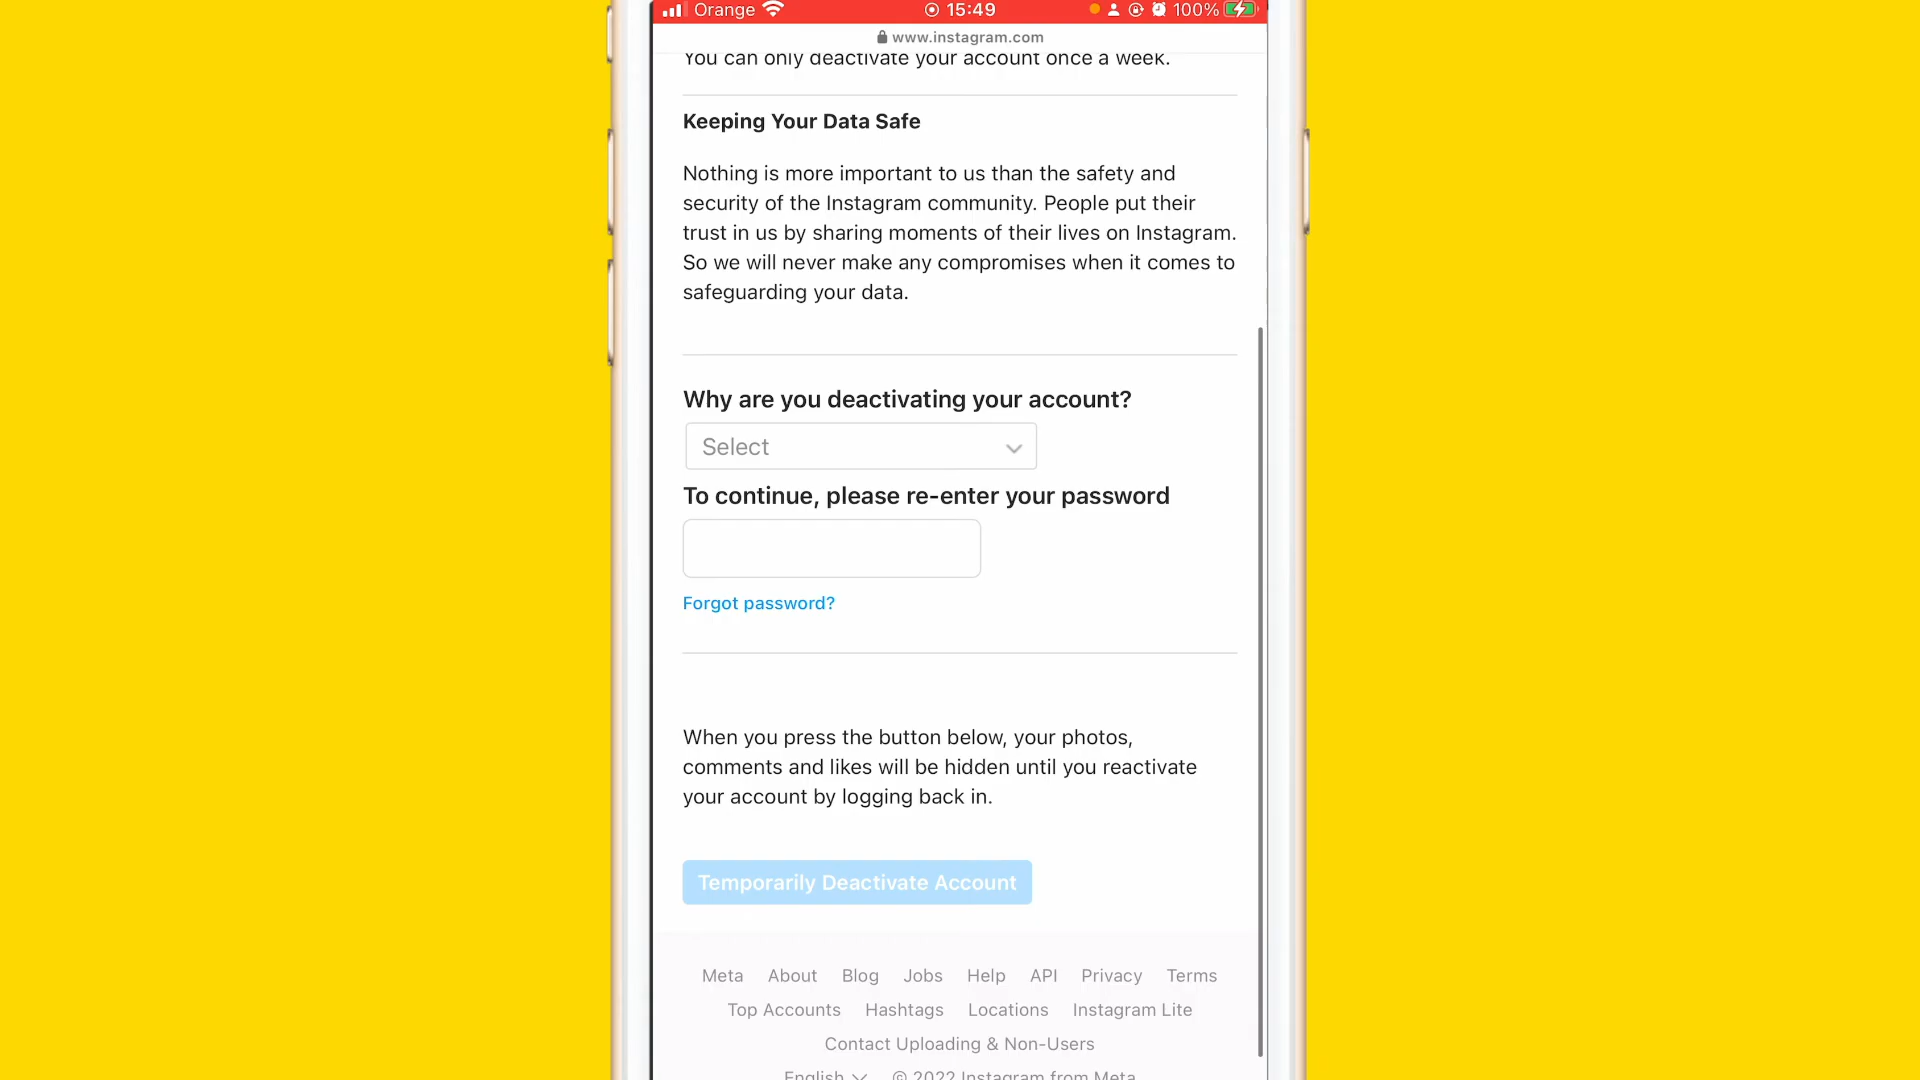 Orange 15:49 100%
www.instagram.com
You can only deactivate your account once a week.
Keeping Your Data Safe
Nothing is more important to us than the safety and
security of the Instagram community. People put their
trust in us by sharing moments of their lives on Instagram.
So we will never make any compromises when it comes to
safeguarding your data.
Why are you deactivating your account?
Select
To continue, please re-enter your password
Forgot password?
When you press the button below, your photos,
comments and likes will be hidden until you reactivate
your account by logging back in.
Temporarily Deactivate Account
Meta About Blog Jobs Help API Privacy Terms
Top Accounts Hashtags Locations Instagram Lite
Contact Uploading & Non-Users
English © 2022 Instagram from Meta